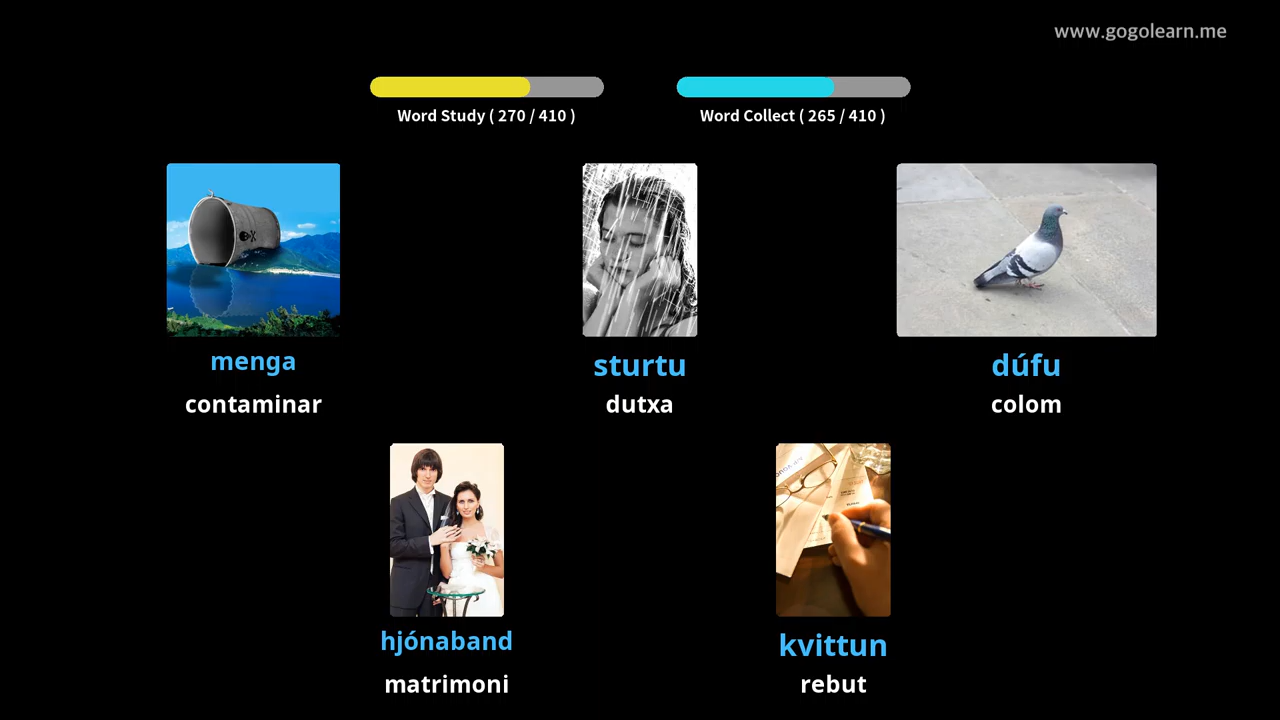 www.gogolearn.me
Word Study ( 270 / 410 )
Word Collect ( 265 / 410 )
menga
contaminar
sturtu
dutxa
dúfu
colom
hjónaband
matrimoni
kvittun
rebut